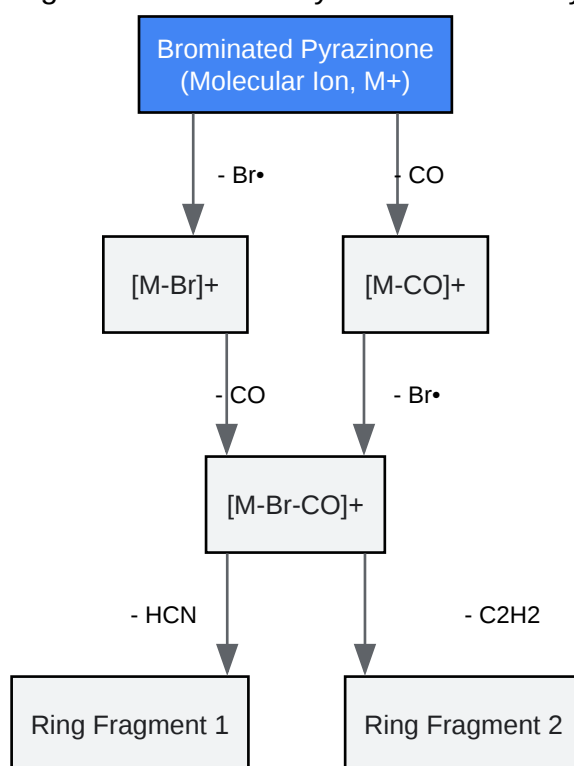 Brominated Pyrazinone
(Molecular Ion, M+)
- Br•
- CO
[M-Br]+
[M-CO]+
- CO
- Br•
[M-Br-CO]+
- HCN
- C2H2
Ring Fragment 1
Ring Fragment 2